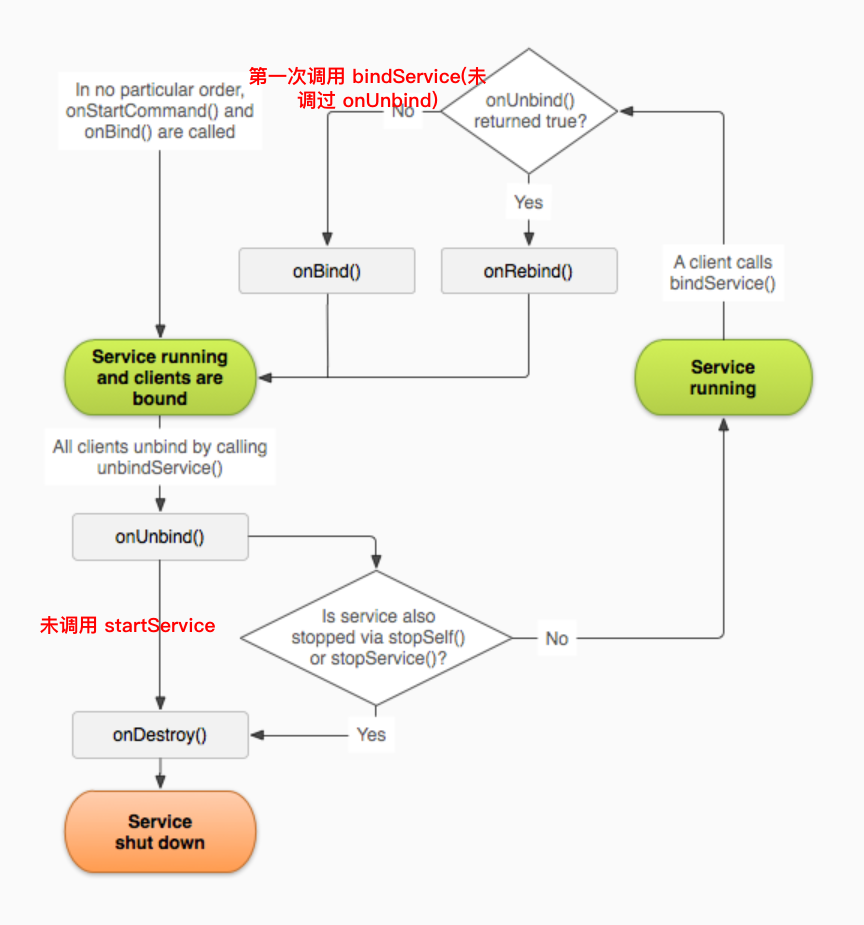 In no particular order,
onStartCommand() and
onBind() are called
第一次调用 bindService(未
调过 onUnbind)
No
onUnbind()
returned true?
Yes
onBind()
onRebind()
A client calls
bindService()
Service running
and clients are
bound
Service
running
All clients unbind by calling
unbindService()
onUnbind()
未调用 startService
Is service also
stopped via stopSelf()
or stopService()?
No
Yes
onDestroy()
Service
shut down